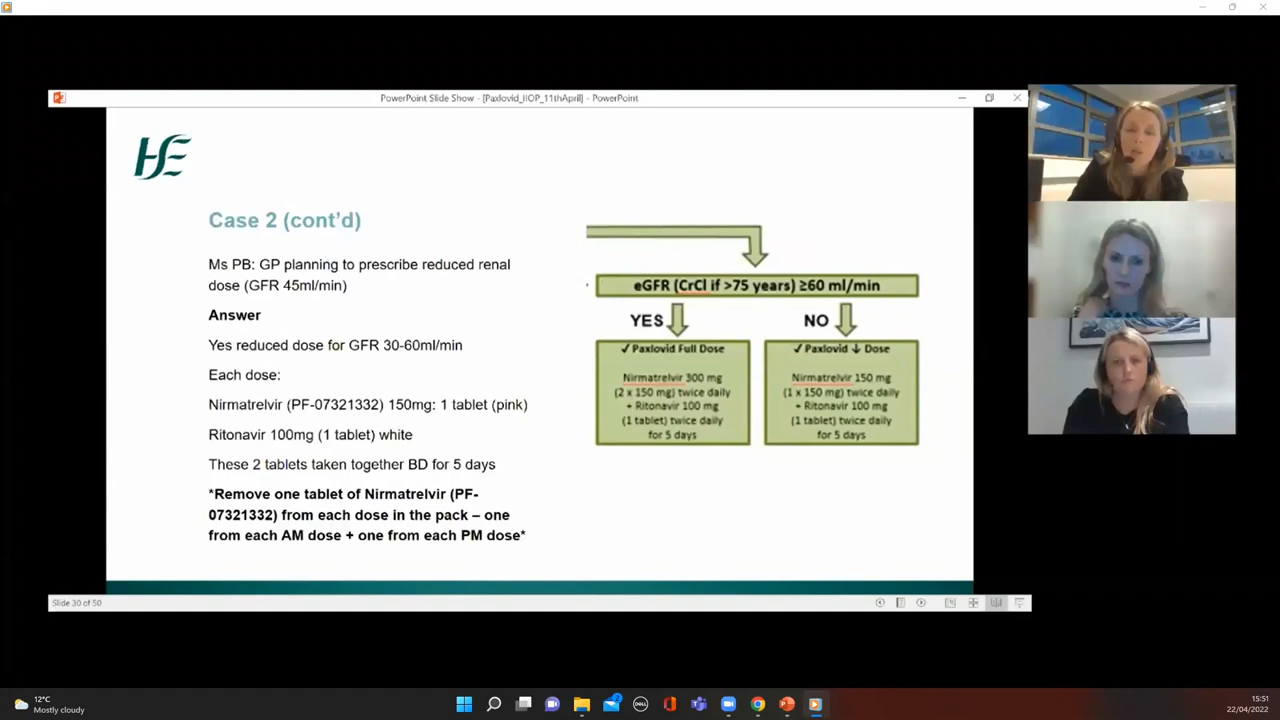 PowerPoint Slide Show - [Paxlovid_IIOP_11thApril] - PowerPoint
HSE
Case 2 (cont'd)
Ms PB: GP planning to prescribe reduced renal
dose (GFR 45ml/min)
Answer
Yes reduced dose for GFR 30-60ml/min
Each dose:
Nirmatrelvir (PF-07321332) 150mg: 1 tablet (pink)
Ritonavir 100mg (1 tablet) white
These 2 tablets taken together BD for 5 days
*Remove one tablet of Nirmatrelvir (PF-
07321332) from each dose in the pack – one
from each AM dose + one from each PM dose*
eGFR (CrCl if >75 years) ≥60 ml/min
YES
NO
✓ Paxlovid Full Dose
Nirmatrelvir 300 mg
(2 x 150 mg) twice daily
+ Ritonavir 100 mg
(1 tablet) twice daily
for 5 days
✓ Paxlovid ↓ Dose
Nirmatrelvir 150 mg
(1 x 150 mg) twice daily
+ Ritonavir 100 mg
(1 tablet) twice daily
for 5 days
Slide 30 of 50
12°C
Mostly cloudy
2
DELL
15:51
22/04/2022